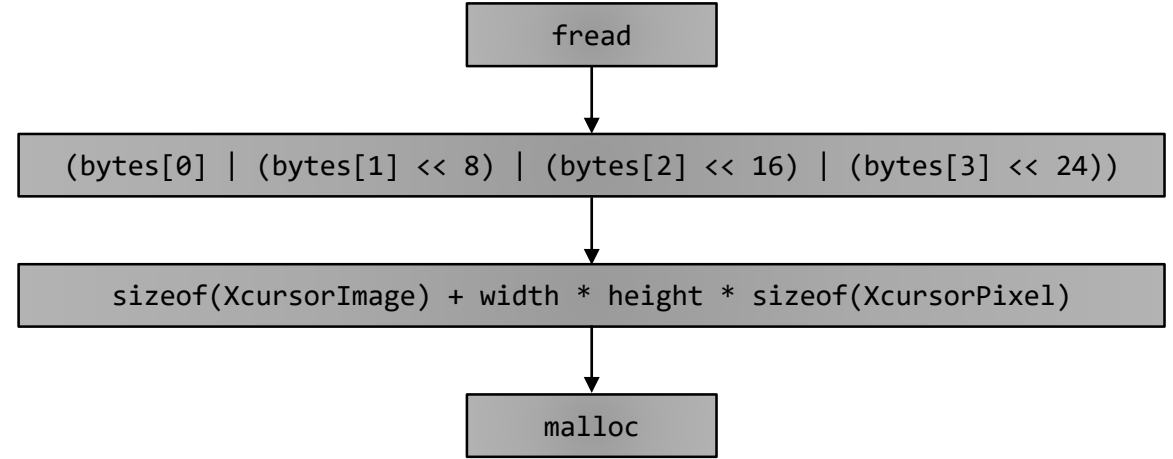 fread
(bytes[0] | (bytes[1] << 8) | (bytes[2] << 16) | (bytes[3] << 24))
sizeof(XcursorImage) + width * height * sizeof(XcursorPixel)
malloc